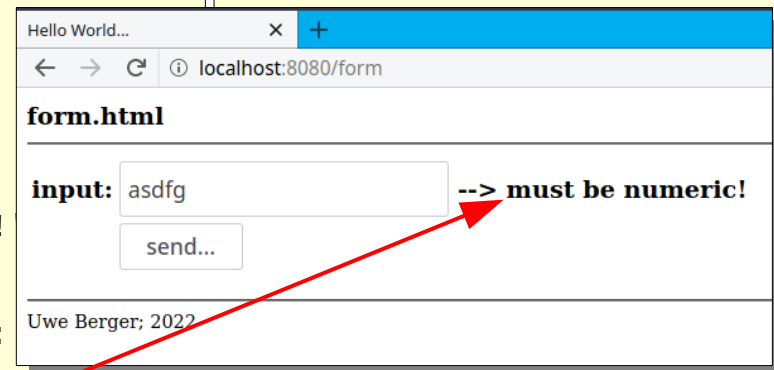 Hello World...
localhost:8080/form
form.html
input: asdfg --> must be numeric!
send...
Uwe Berger; 2022